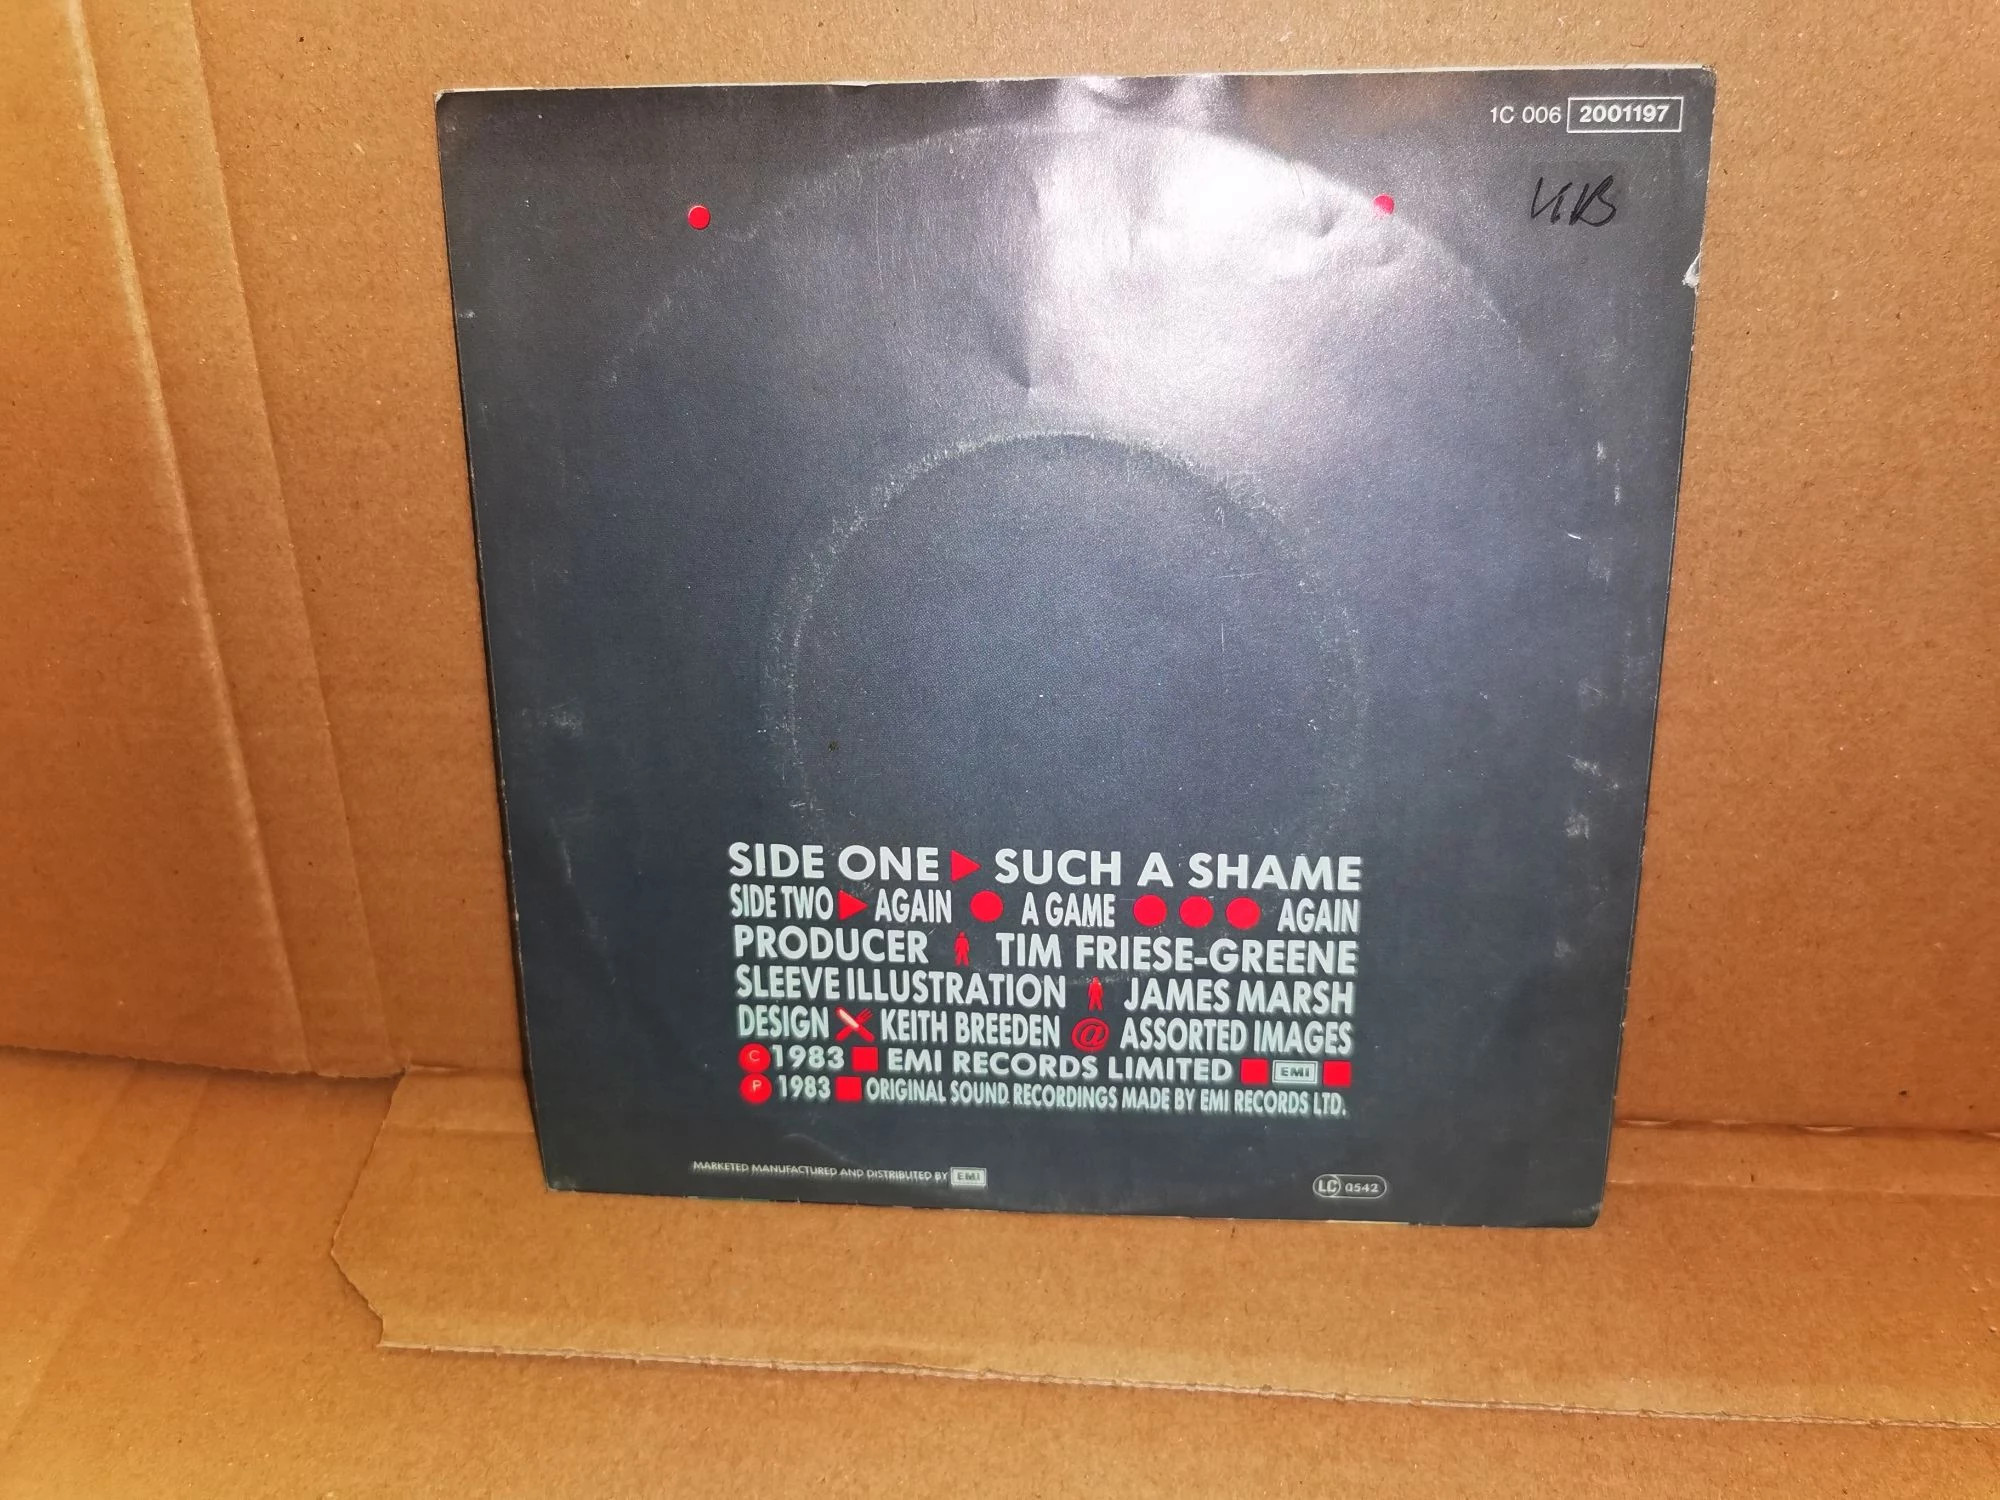 1C 006 2001197
SIDE ONE SUCH A SHAME
SIDE TWO AGAIN A GAME AGAIN
PRODUCER TIM FRIESE-GREENE
SLEEVE ILLUSTRATION JAMES MARSH
DESIGN KEITH BREEDEN @ ASSORTED IMAGES
C 1983 EMI RECORDS LIMITED EMI
P 1983 ORIGINAL SOUND RECORDINGS MADE BY EMI RECORDS LTD.
MARKETED MANUFACTURED AND DISTRIBUTED BY EMI
LC 0542